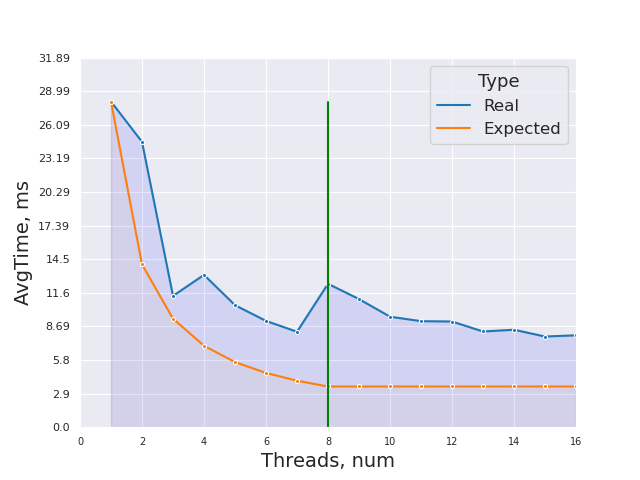 31.89
28.99
26.09
23.19
20.29
17.39
14.5
11.6
8.69
5.8
2.9
0.0
AvgTime, ms
Type
Real
Expected
0 2 4 6 8 10 12 14 16
Threads, num